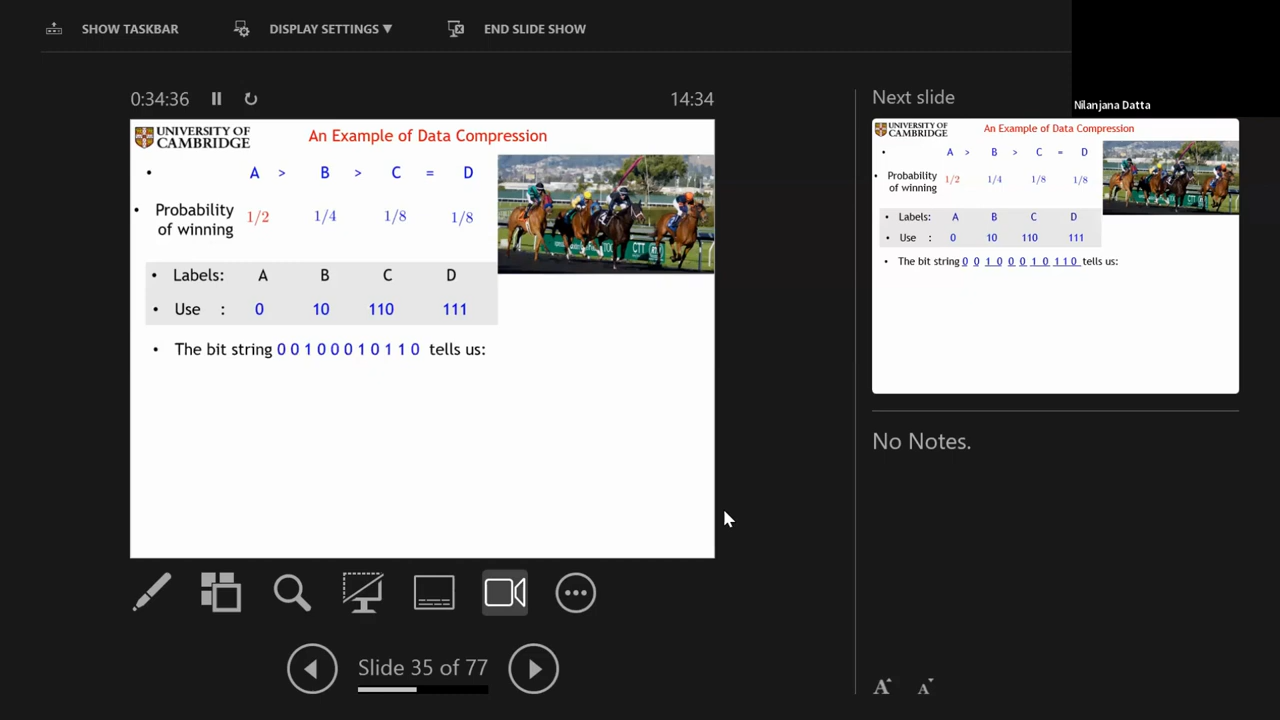 SHOW TASKBAR DISPLAY SETTINGS ▼ END SLIDE SHOW
0:34:36 14:34
UNIVERSITY OF
CAMBRIDGE
An Example of Data Compression
• A > B > C = D
• Probability
of winning
1/2 1/4 1/8 1/8
• Labels: A B C D
• Use : 0 10 110 111
• The bit string 0 0 1 0 0 0 1 0 1 1 0 tells us:
Slide 35 of 77
Next slide
Nilanjana Datta
UNIVERSITY OF
CAMBRIDGE
An Example of Data Compression
• A > B > C = D
• Probability
of winning
1/2 1/4 1/8 1/8
• Labels: A B C D
• Use : 0 10 110 111
• The bit string 0 0 1 0 0 0 1 0 1 1 0 tells us:
No Notes.
A A